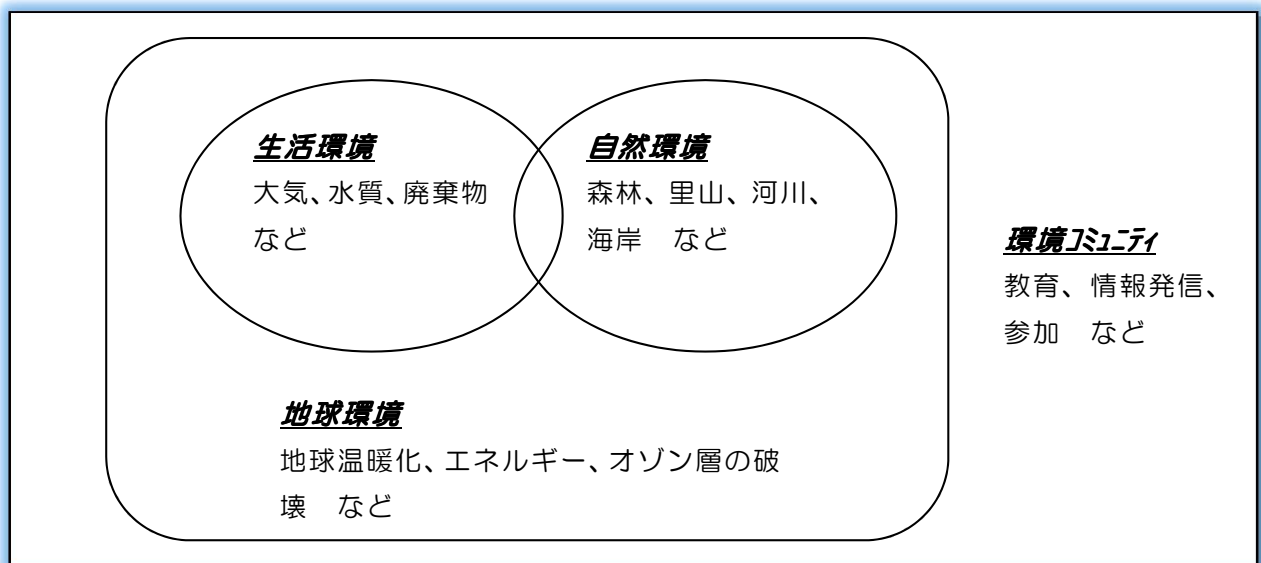 生活環境
大気、水質、廃棄物
など
自然環境
森林、里山、河川、
海岸　など
環境ｺﾐｭﾆﾃｨ
教育、情報発信、
参加　など
地球環境
地球温暖化、エネルギー、オゾン層の破
壊　など